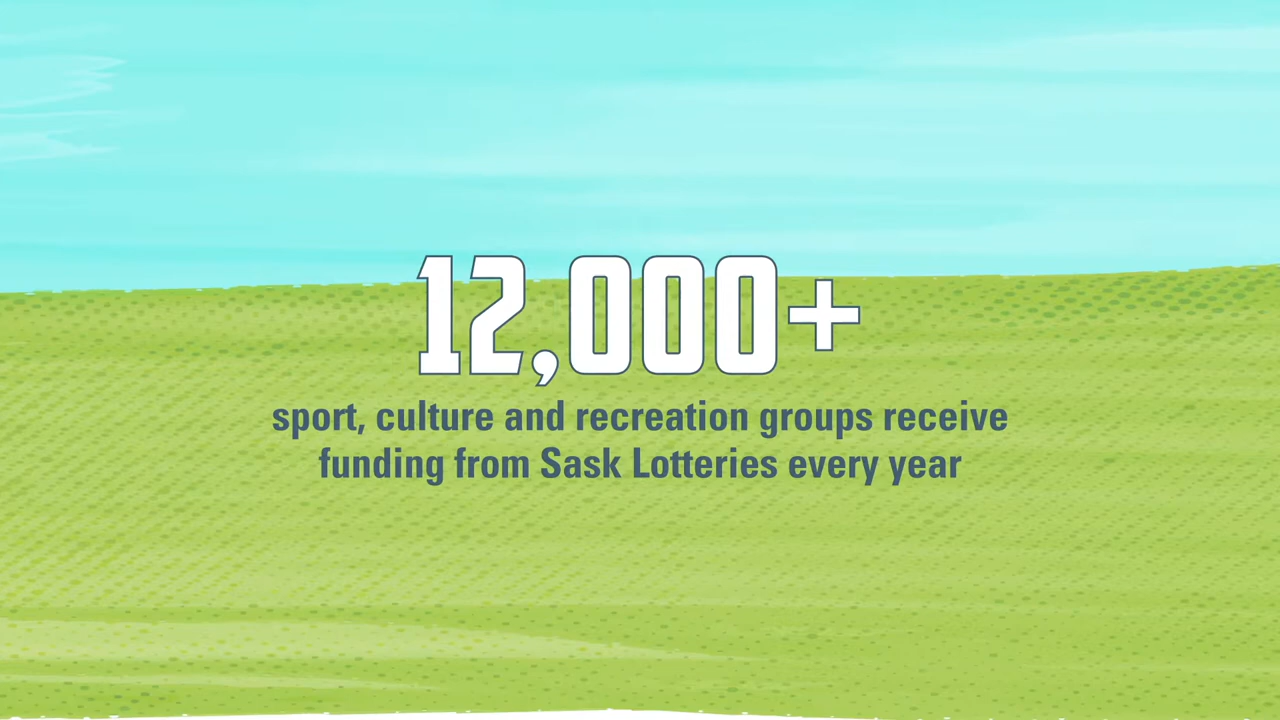 12,000+
sport, culture and recreation groups receive
funding from Sask Lotteries every year